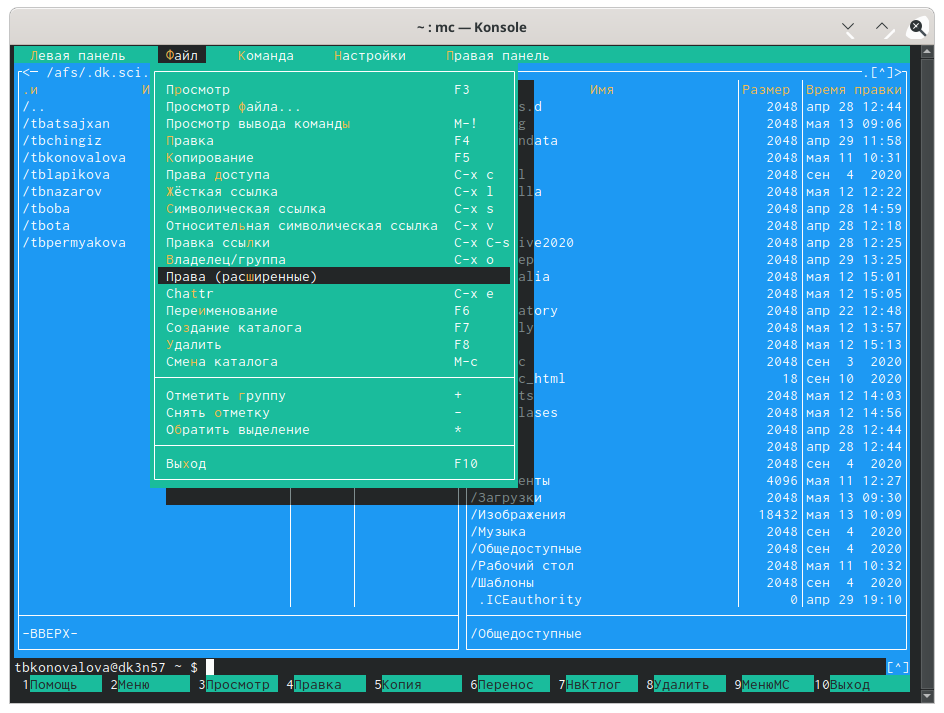 ~ : mc — Konsole
Левая панель Файл Команда Настройки Правая панель
<— /afs/.dk.sci. .[^]>
.и И Имя Размер Время правки
Просмотр F3
Просмотр файла...
Просмотр вывода команды M-!
Правка F4
Копирование F5
Права доступа C-x c
Жёсткая ссылка C-x l
Символическая ссылка C-x s
Относительная символическая ссылка C-x v
Правка ссылки C-x C-s
Владелец/группа C-x o
Права (расширенные)
Chattr C-x e
Переименование F6
Создание каталога F7
Удалить F8
Смена каталога M-c
Отметить группу +
Снять отметку -
Обратить выделение *
Выход F10
/..
/tbatsajxan
/tbchingiz
/tbkonovalova
/tblapikova
/tbnazarov
/tboba
/tbota
/tbpermyakova
s.d 2048 апр 28 12:44
g 2048 мая 13 09:06
ndata 2048 апр 29 11:58
2048 мая 11 10:31
l 2048 сен 4 2020
lla 2048 мая 12 12:22
2048 апр 28 14:59
2048 апр 28 12:18
ive2020 2048 апр 28 12:25
ep 2048 апр 29 13:25
alia 2048 мая 12 15:01
2048 мая 12 15:05
atory 2048 апр 22 12:48
ly 2048 мая 12 13:57
2048 мая 12 15:13
c 2048 сен 3 2020
c_html 18 сен 10 2020
ts 2048 мая 12 14:03
lases 2048 мая 12 14:56
2048 апр 28 12:44
2048 апр 28 12:44
2048 сен 4 2020
енты 4096 мая 11 12:27
/Загрузки 2048 мая 13 09:30
/Изображения 18432 мая 13 10:09
/Музыка 2048 сен 4 2020
/Общедоступные 2048 сен 4 2020
/Рабочий стол 2048 мая 11 10:32
/Шаблоны 2048 сен 4 2020
.ICEauthority 0 апр 29 19:10
-ВВЕРХ- /Общедоступные
tbkonovalova@dk3n57 ~ $ [^]
1Помощь 2Меню 3Просмотр 4Правка 5Копия 6Перенос 7НвКтлог 8Удалить 9МенюМС 10Выход